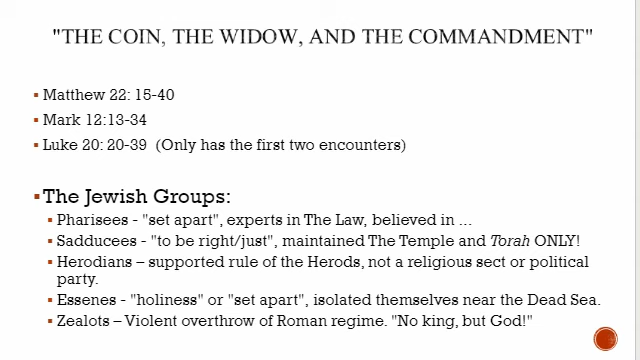 "THE COIN, THE WIDOW, AND THE COMMANDMENT"
▪ Matthew 22: 15-40
▪ Mark 12:13-34
▪ Luke 20: 20-39  (Only has the first two encounters)
▪ The Jewish Groups:
▪ Pharisees - "set apart", experts in The Law, believed in …
▪ Sadducees - "to be right/just", maintained The Temple and Torah ONLY!
▪ Herodians – supported rule of the Herods, not a religious sect or political
party.
▪ Essenes - "holiness" or "set apart", isolated themselves near the Dead Sea.
▪ Zealots – Violent overthrow of Roman regime. "No king, but God!"